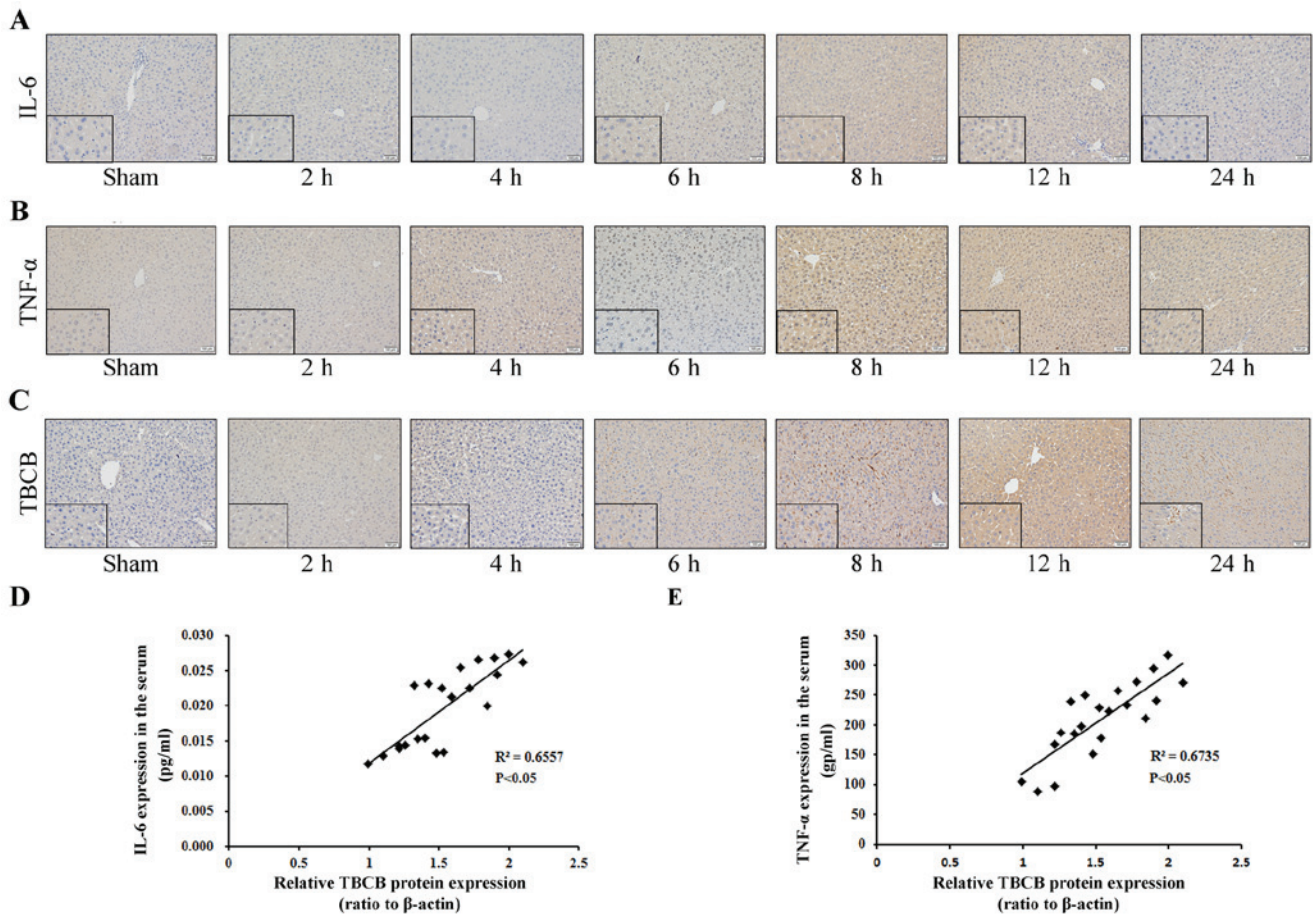 A
IL-6
Sham 2 h 4 h 6 h 8 h 12 h 24 h
B
TNF-α
Sham 2 h 4 h 6 h 8 h 12 h 24 h
C
TBCB
Sham 2 h 4 h 6 h 8 h 12 h 24 h
D
IL-6 expression in the serum
(pg/ml)
0.030
0.025
0.020
0.015
0.010
0.005
0.000
R² = 0.6557
P<0.05
0 0.5 1 1.5 2 2.5
Relative TBCB protein expression
(ratio to β-actin)
E
TNF-α expression in the serum
(gp/ml)
350
300
250
200
150
100
50
0
R² = 0.6735
P<0.05
0 0.5 1 1.5 2 2.5
Relative TBCB protein expression
(ratio to β-actin)